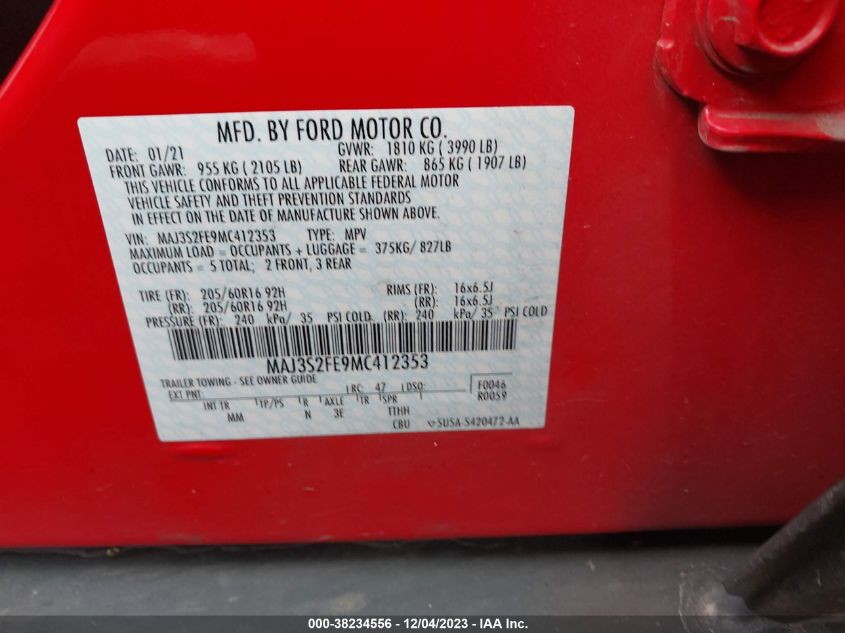 MFD. BY FORD MOTOR CO.
DATE: 01/21 GVWR: 1810 KG ( 3990 LB)
FRONT GAWR: 955 KG ( 2105 LB) REAR GAWR: 865 KG ( 1907 LB)
THIS VEHICLE CONFORMS TO ALL APPLICABLE FEDERAL MOTOR
VEHICLE SAFETY AND THEFT PREVENTION STANDARDS
IN EFFECT ON THE DATE OF MANUFACTURE SHOWN ABOVE.
VIN: MAJ3S2FE9MC412353 TYPE: MPV
MAXIMUM LOAD = OCCUPANTS + LUGGAGE = 375KG/ 827LB
OCCUPANTS = 5 TOTAL; 2 FRONT, 3 REAR
TIRE (FR): 205/60R16 92H RIMS (FR): 16x6.5J
(RR): 205/60R16 92H (RR): 16x6.5J
PRESSURE (FR): 240 kPa/ 35 PSI COLD. (RR): 240 kPa/ 35 PSI COLD
MAJ3S2FE9MC412353
TRAILER TOWING - SEE OWNER GUIDE
EXT PNT: RC: 47 DSO: F0046
R0059
INT TR TP/PS R AXLE TR SPR
MM N 3E TTHH
CBU SU5A-5420472-AA
000-38234556 - 12/04/2023 - IAA Inc.